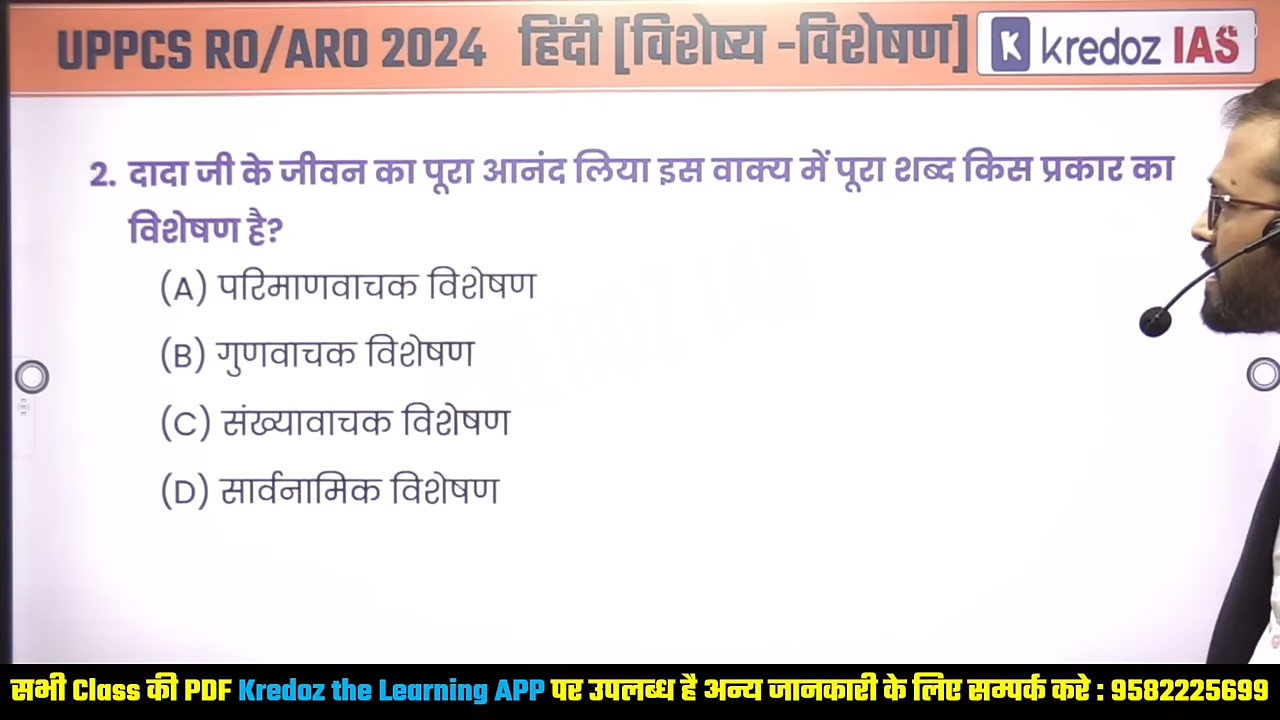 UPPCS RO/ARO 2024 हिंदी [विशेष्य -विशेषण]
K kredoz IAS
2. दादा जी के जीवन का पूरा आनंद लिया इस वाक्य में पूरा शब्द किस प्रकार का
विशेषण है?
(A) परिमाणवाचक विशेषण
(B) गुणवाचक विशेषण
(C) संख्यावाचक विशेषण
(D) सार्वनामिक विशेषण
सभी Class की PDF Kredoz the Learning APP पर उपलब्ध है अन्य जानकारी के लिए सम्पर्क करे : 9582225699